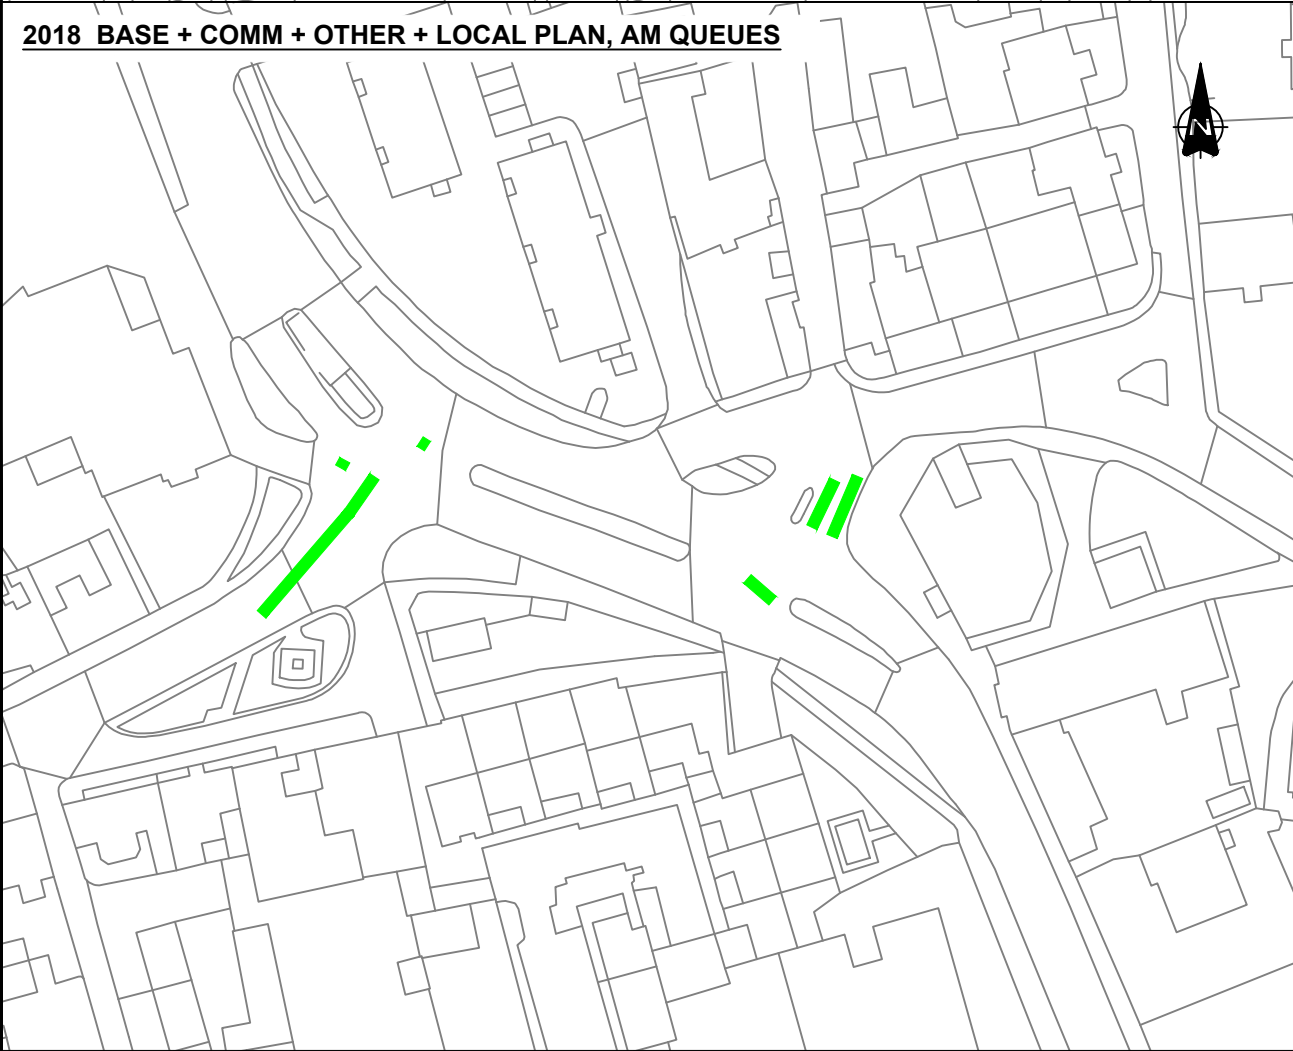 2018 BASE + COMM + OTHER + LOCAL PLAN, AM QUEUES
N